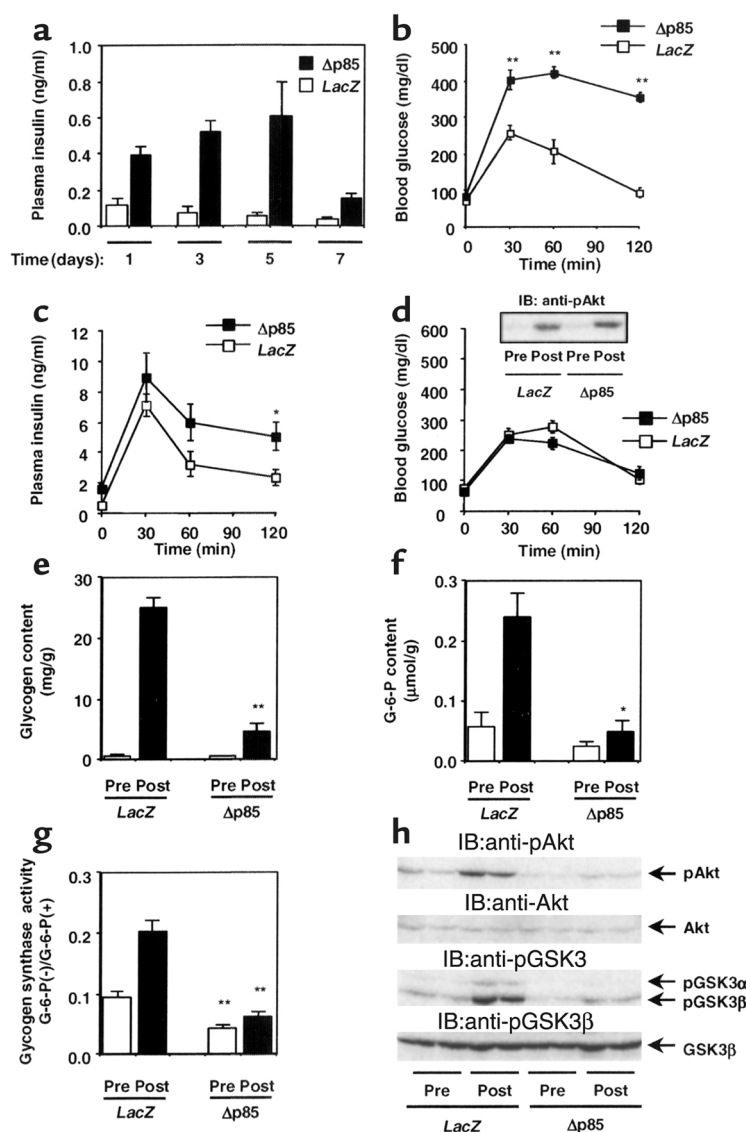 a
Plasma insulin (ng/ml)
1.0
0.8
0.6
0.4
0.2
0.0
Δp85
LacZ
Time (days): 1 3 5 7
b
Blood glucose (mg/dl)
500
400
300
200
100
0
** ** **
Δp85
LacZ
0 30 60 90 120
Time (min)
c
Plasma insulin (ng/ml)
12
10
8
6
4
2
0
*
Δp85
LacZ
0 30 60 90 120
Time (min)
d
IB: anti-pAkt
Pre Post Pre Post
LacZ Δp85
Blood glucose (mg/dl)
600
500
400
300
200
100
0
Δp85
LacZ
0 30 60 90 120
Time (min)
e
Glycogen content
(mg/g)
30
20
10
0
**
Pre Post Pre Post
LacZ Δp85
f
G-6-P content
(μmol/g)
0.3
0.2
0.1
0.0
*
Pre Post Pre Post
LacZ Δp85
g
Gycogen synthase activity
G-6-P(-)/G-6-P(+)
0.3
0.2
0.1
0.0
** **
Pre Post Pre Post
LacZ Δp85
h
IB:anti-pAkt
pAkt
IB:anti-Akt
Akt
IB:anti-pGSK3
pGSK3α
pGSK3β
IB:anti-pGSK3β
GSK3β
Pre Post Pre Post
LacZ Δp85